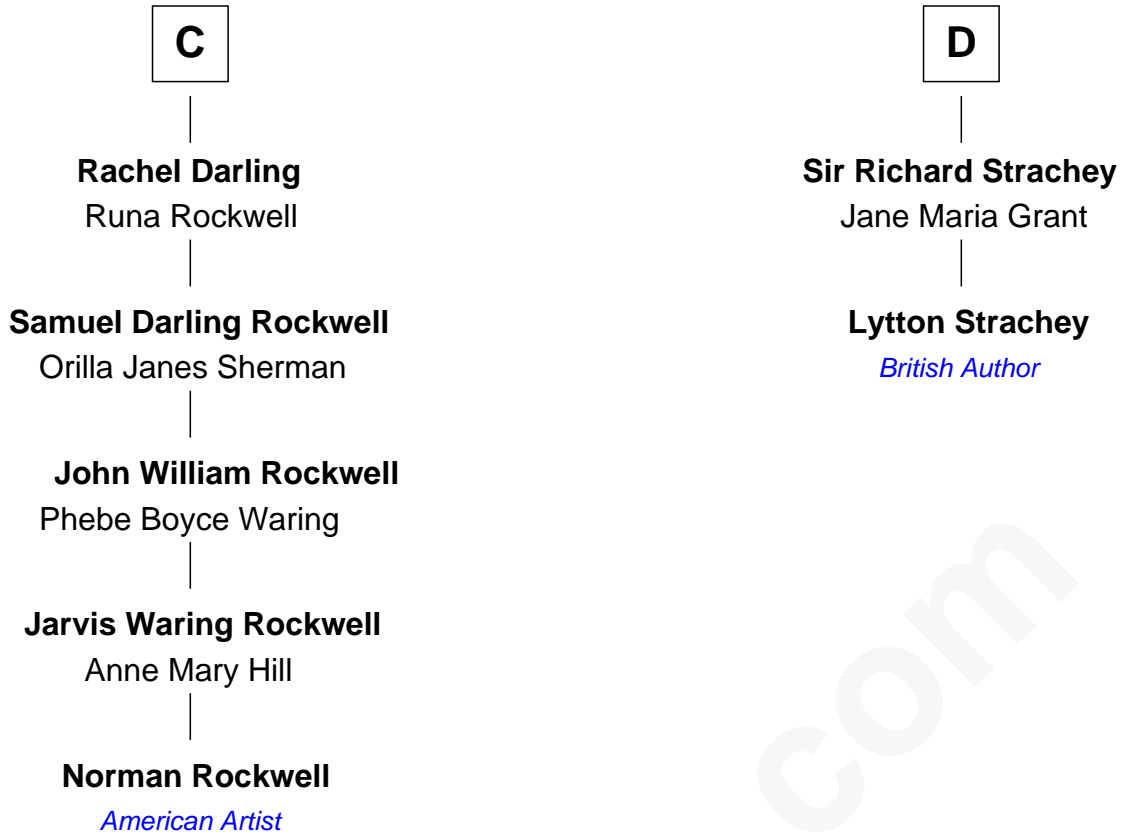 C
Rachel Darling
Runa Rockwell
Samuel Darling Rockwell
Orilla Janes Sherman
John William Rockwell
Phebe Boyce Waring
Jarvis Waring Rockwell
Anne Mary Hill
Norman Rockwell
American Artist
D
Sir Richard Strachey
Jane Maria Grant
Lytton Strachey
British Author
com